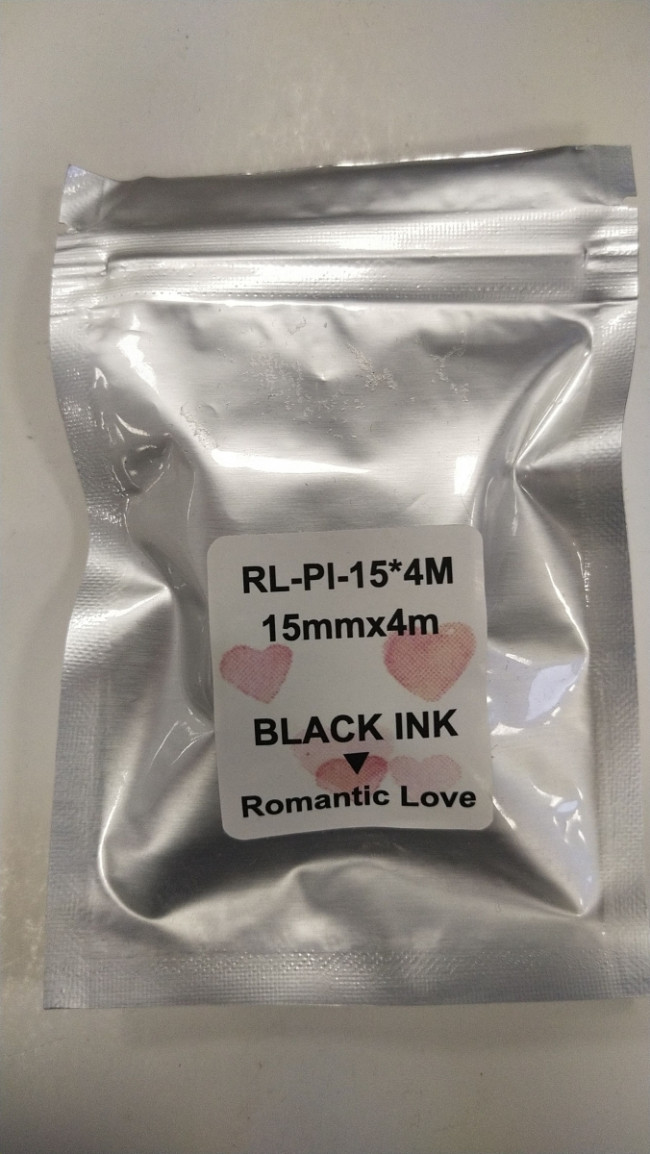 RL-PI-15*4M
15mmx4m
BLACK INK
▼
Romantic Love